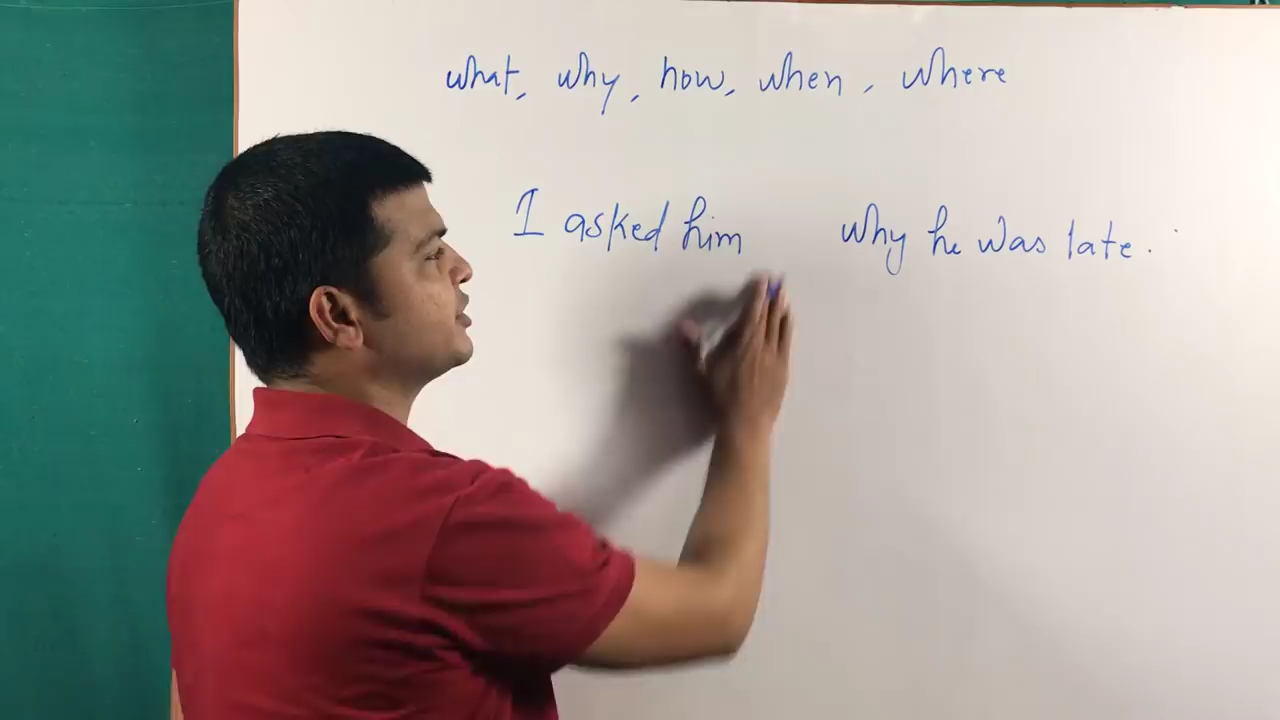 what, why, how, when, where
I asked him why he was late.